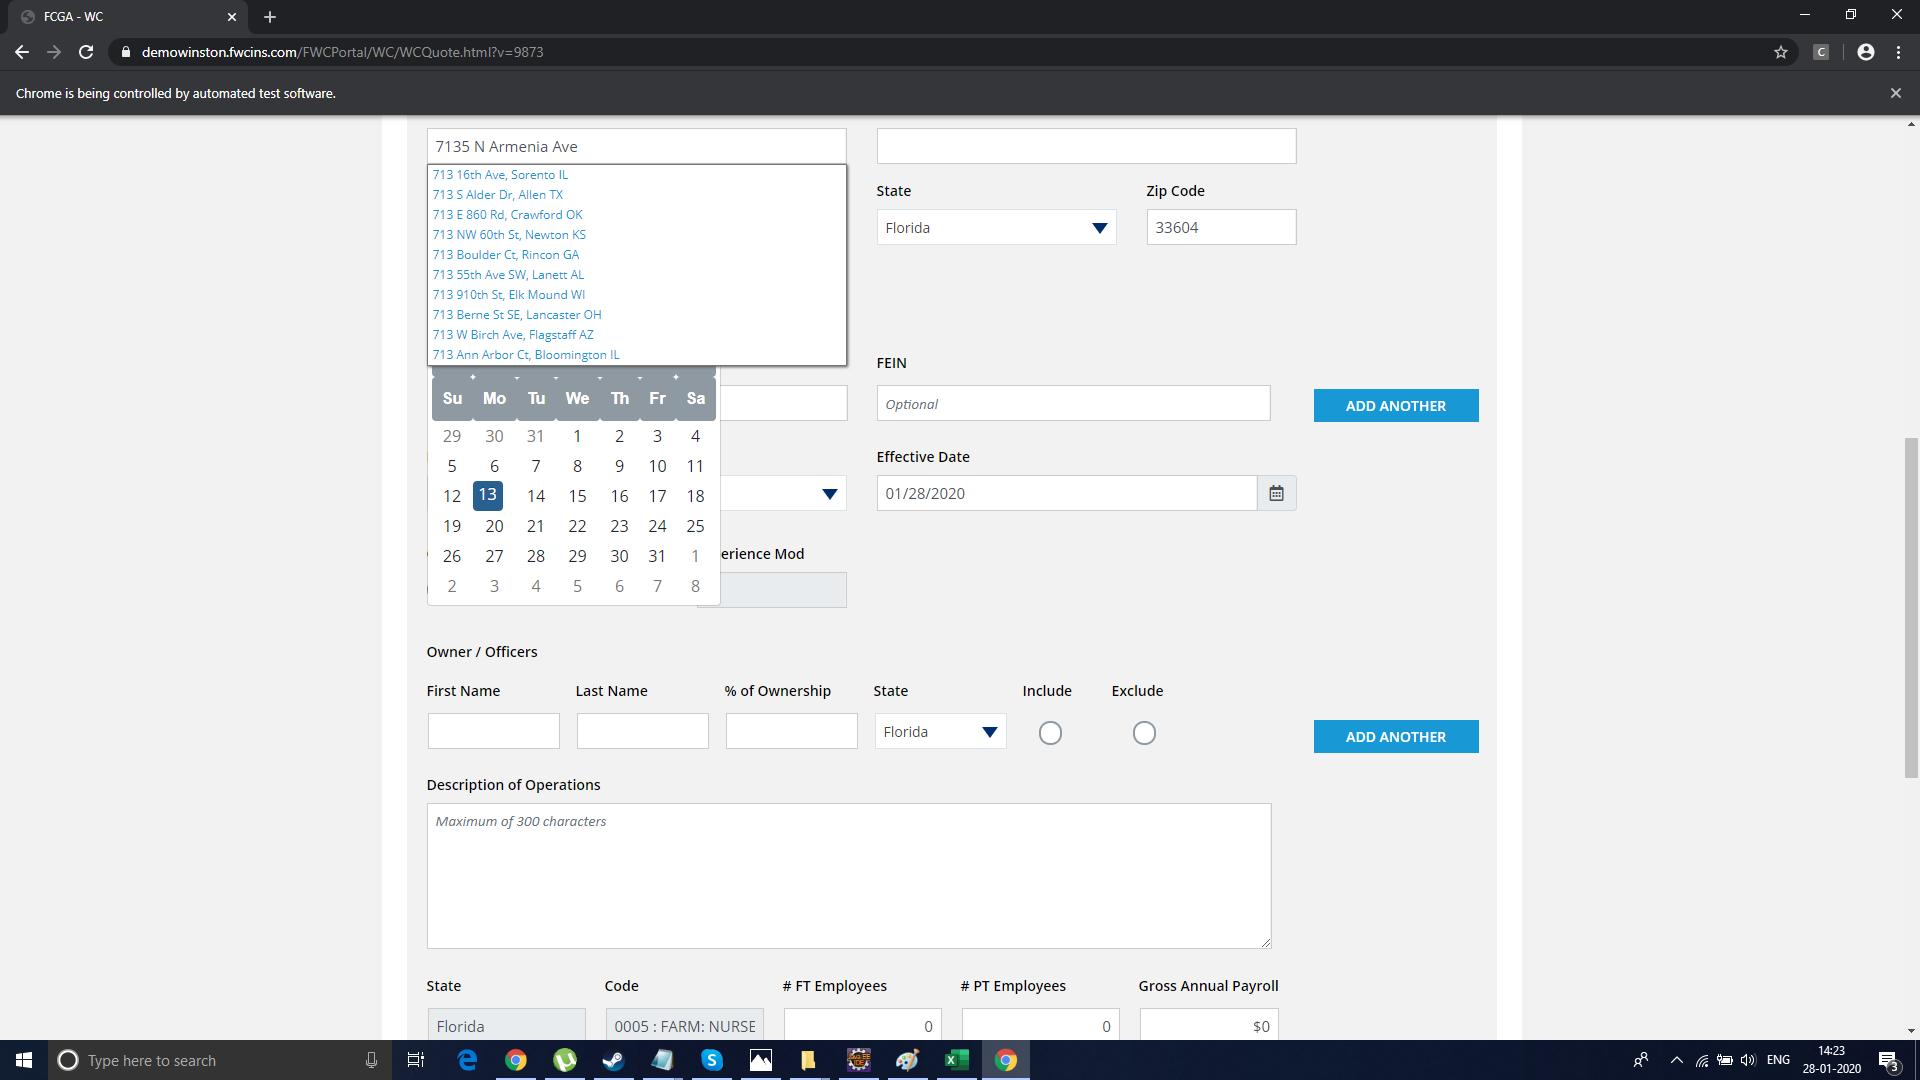 FCGA - WC
demowinston.fwcins.com/FWCPortal/WC/WCQuote.html?v=9873
C
Chrome is being controlled by automated test software.
7135 N Armenia Ave
713 16th Ave, Sorento IL
713 S Alder Dr, Allen TX
713 E 860 Rd, Crawford OK
713 NW 60th St, Newton KS
713 Boulder Ct, Rincon GA
713 55th Ave SW, Lanett AL
713 910th St, Elk Mound WI
713 Berne St SE, Lancaster OH
713 W Birch Ave, Flagstaff AZ
713 Ann Arbor Ct, Bloomington IL
State Zip Code
Florida 33604
FEIN
Optional
ADD ANOTHER
Su Mo Tu We Th Fr Sa
29 30 31 1 2 3 4
5 6 7 8 9 10 11
12 13 14 15 16 17 18
19 20 21 22 23 24 25
26 27 28 29 30 31 1
2 3 4 5 6 7 8
Effective Date
01/28/2020
erience Mod
Owner / Officers
First Name Last Name % of Ownership State Include Exclude
Florida
ADD ANOTHER
Description of Operations
Maximum of 300 characters
State Code # FT Employees # PT Employees Gross Annual Payroll
Florida 0005 : FARM: NURSE 0 0 $0
Type here to search
ENG
14:23
28-01-2020
3